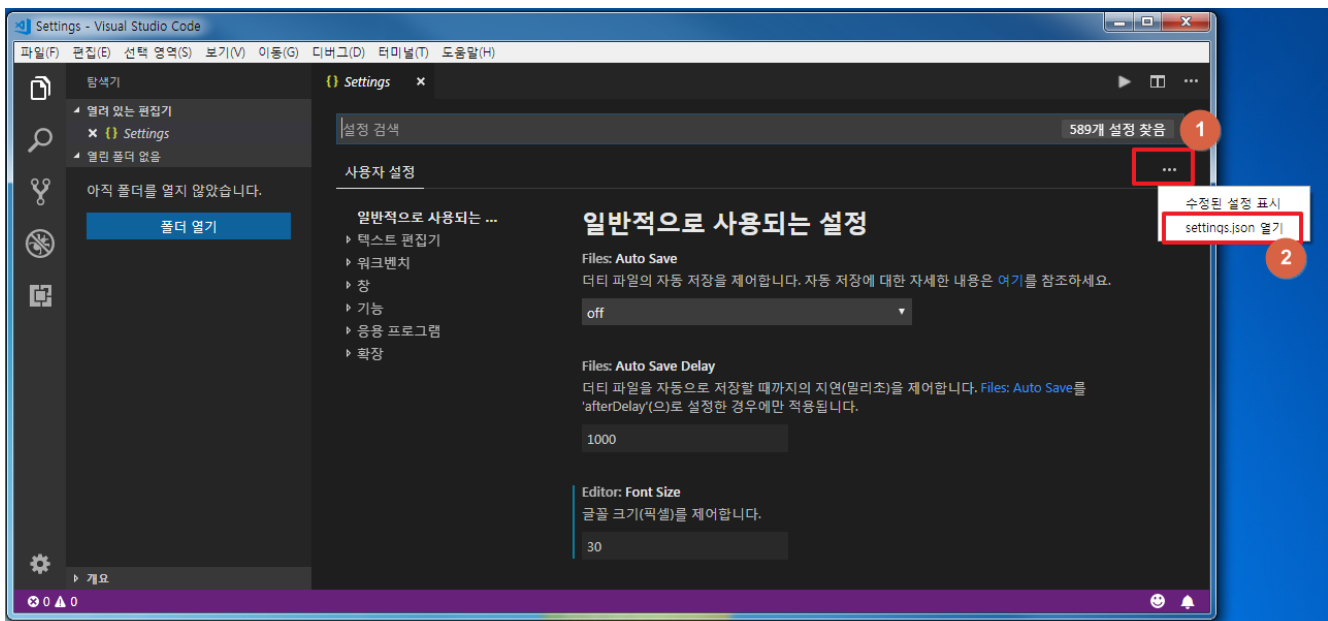 Settings - Visual Studio Code
파일(F) 편집(E) 선택 영역(S) 보기(V) 이동(G) 디버그(D) 터미널(T) 도움말(H)
탐색기
열려 있는 편집기
{} Settings
열린 폴더 없음
아직 폴더를 열지 않았습니다.
폴더 열기
개요
{} Settings
설정 검색
589개 설정 찾음
1
사용자 설정
...
수정된 설정 표시
settings.json 열기
2
일반적으로 사용되는 ...
텍스트 편집기
워크벤치
창
기능
응용 프로그램
확장
일반적으로 사용되는 설정
Files: Auto Save
더티 파일의 자동 저장을 제어합니다. 자동 저장에 대한 자세한 내용은 여기를 참조하세요.
off
Files: Auto Save Delay
더티 파일을 자동으로 저장할 때까지의 지연(밀리초)을 제어합니다. Files: Auto Save를
'afterDelay'(으)로 설정한 경우에만 적용됩니다.
1000
Editor: Font Size
글꼴 크기(픽셀)를 제어합니다.
30
0 0